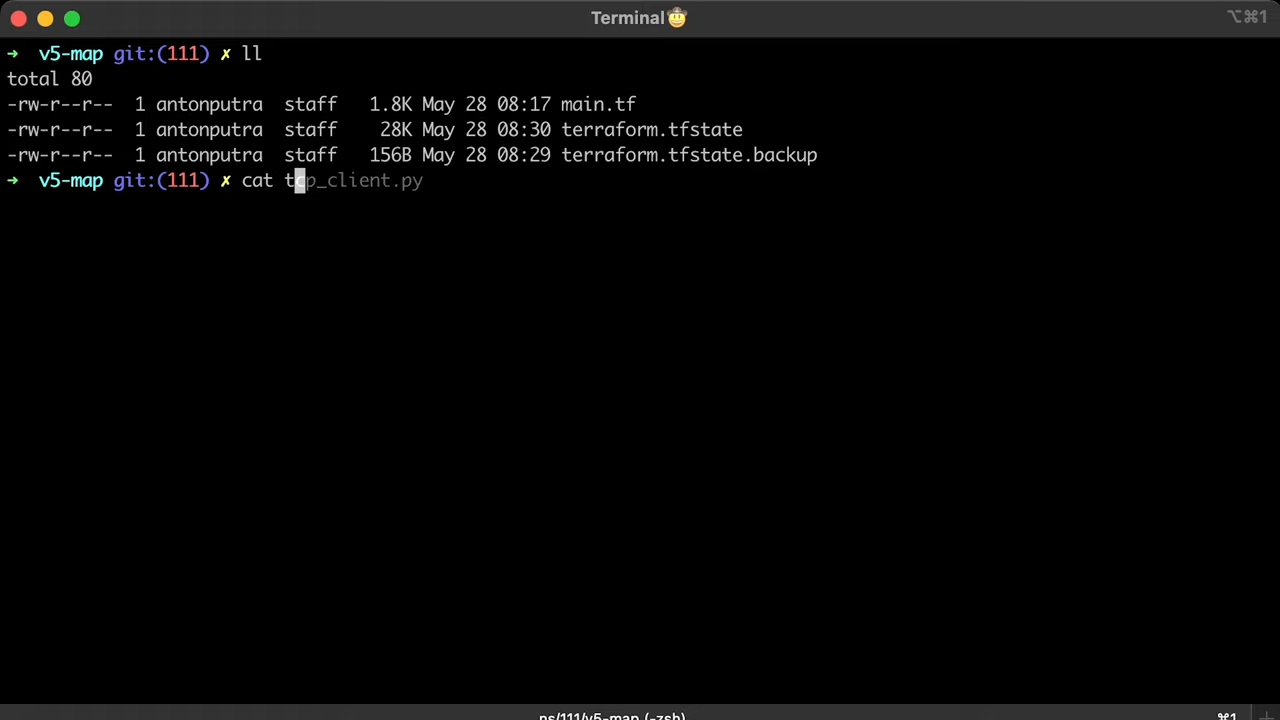 Terminal🤠
⌥⌘1
➜ v5-map git:(111) ✗ ll
total 80
-rw-r--r-- 1 antonputra staff 1.8K May 28 08:17 main.tf
-rw-r--r-- 1 antonputra staff 28K May 28 08:30 terraform.tfstate
-rw-r--r-- 1 antonputra staff 156B May 28 08:29 terraform.tfstate.backup
➜ v5-map git:(111) ✗ cat tcp_client.py
ps/111/v5-map (-zsh)
⌘1